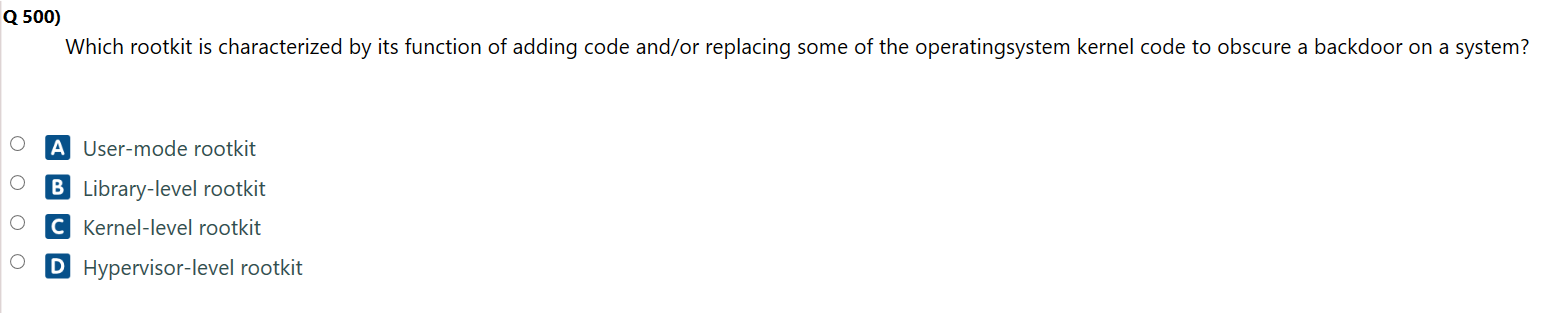 Q 500)
Which rootkit is characterized by its function of adding code and/or replacing some of the operatingsystem kernel code to obscure a backdoor on a system?
A User-mode rootkit
B Library-level rootkit
C Kernel-level rootkit
D Hypervisor-level rootkit